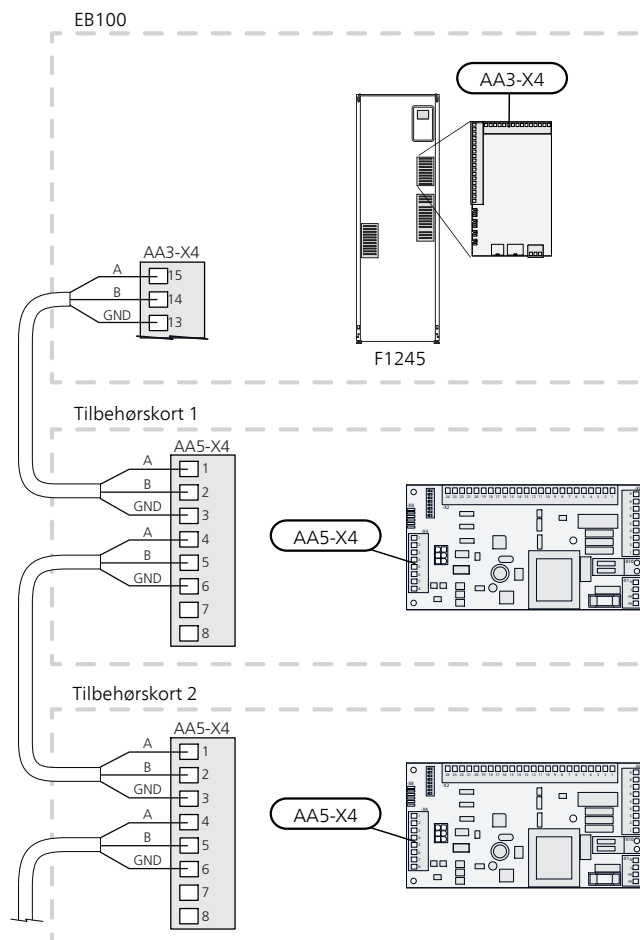 EB100
AA3-X4
F1245
AA3-X4
A
15
B
14
GND
13
Tilbehørskort 1
AA5-X4
A
1
B
2
GND
3
A
4
B
5
GND
6
7
8
AA5-X4
Tilbehørskort 2
AA5-X4
A
1
B
2
GND
3
A
4
B
5
GND
6
7
8
AA5-X4